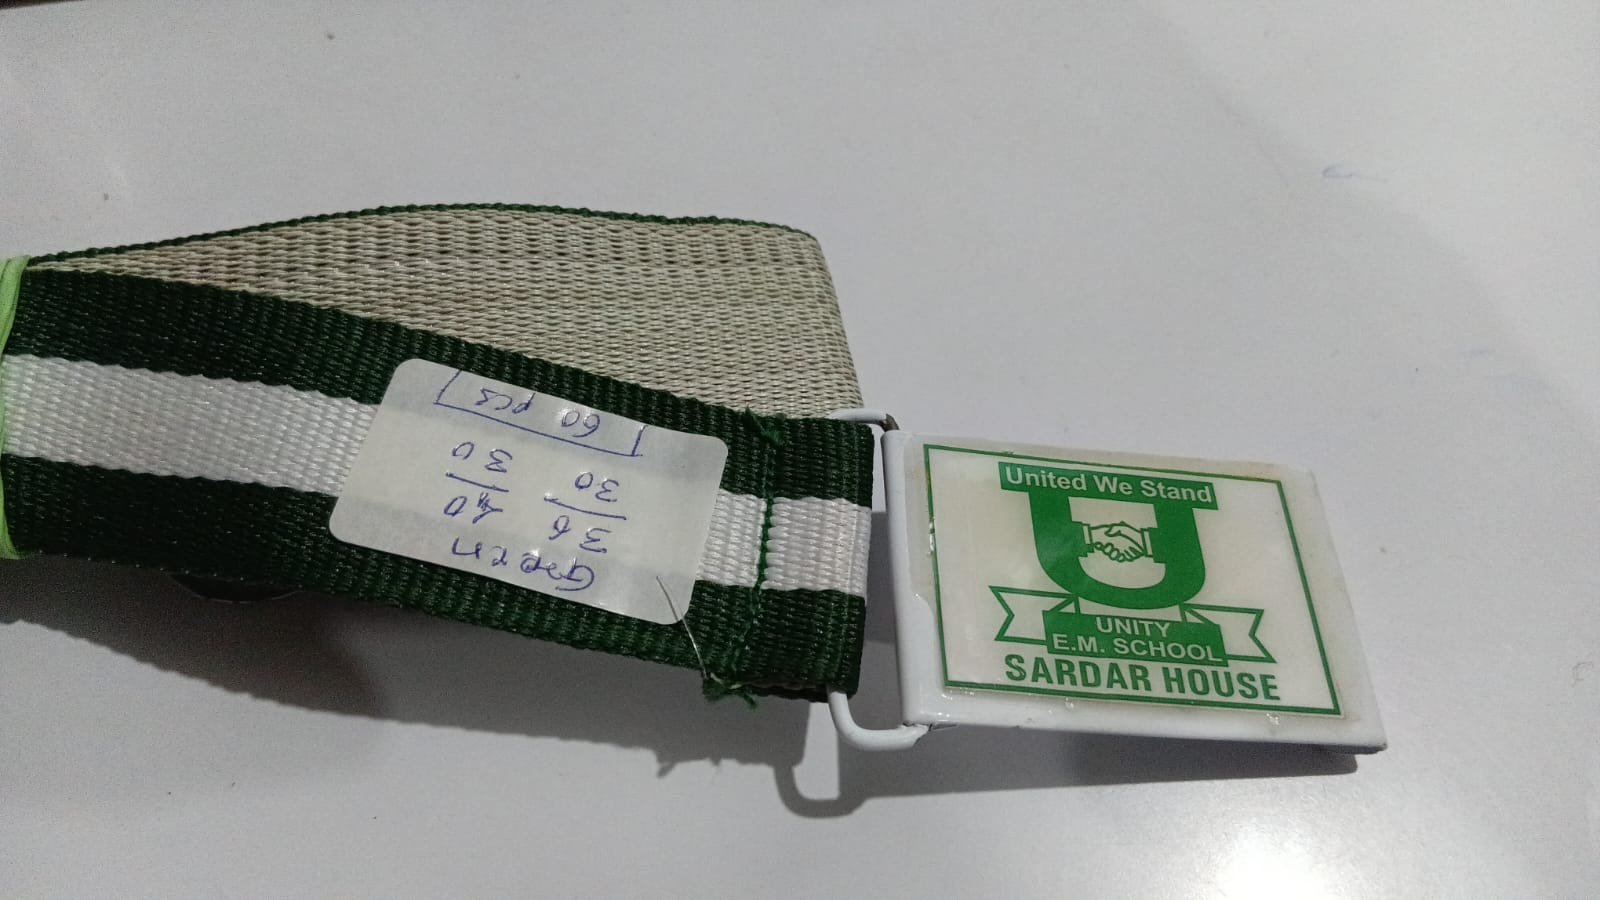 United We Stand
UNITY
E.M. SCHOOL
SARDAR HOUSE
Green
36 40
30 30
60 pcs